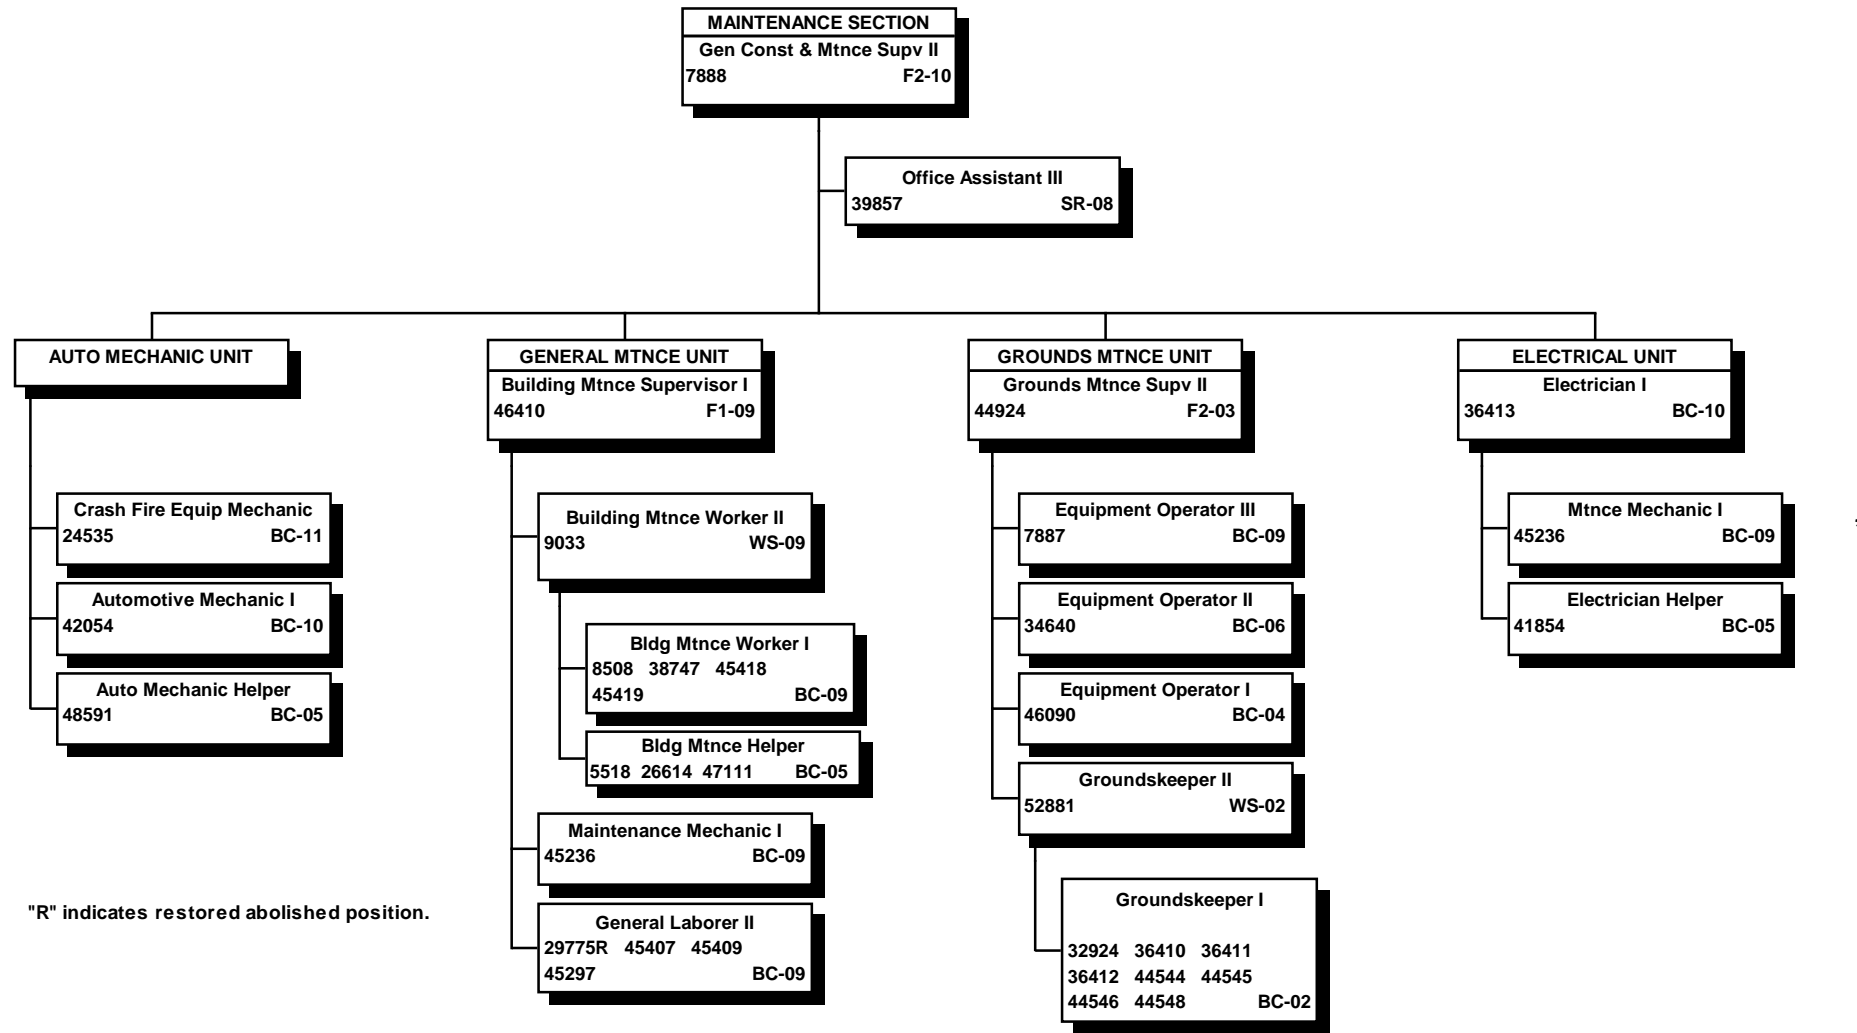 MAINTENANCE SECTION
Gen Const & Mtnce Supv II
7888 F2-10
Office Assistant III
39857 SR-08
AUTO MECHANIC UNIT
Crash Fire Equip Mechanic
24535 BC-11
Automotive Mechanic I
42054 BC-10
Auto Mechanic Helper
48591 BC-05
GENERAL MTNCE UNIT
Building Mtnce Supervisor I
46410 F1-09
Building Mtnce Worker II
9033 WS-09
Bldg Mtnce Worker I
8508 38747 45418
45419 BC-09
Bldg Mtnce Helper
5518 26614 47111 BC-05
Maintenance Mechanic I
45236 BC-09
General Laborer II
29775R 45407 45409
45297 BC-09
GROUNDS MTNCE UNIT
Grounds Mtnce Supv II
44924 F2-03
Equipment Operator III
7887 BC-09
Equipment Operator II
34640 BC-06
Equipment Operator I
46090 BC-04
Groundskeeper II
52881 WS-02
Groundskeeper I
32924 36410 36411
36412 44544 44545
44546 44548 BC-02
ELECTRICAL UNIT
Electrician I
36413 BC-10
Mtnce Mechanic I
45236 BC-09
Electrician Helper
41854 BC-05
"R" indicates restored abolished position.